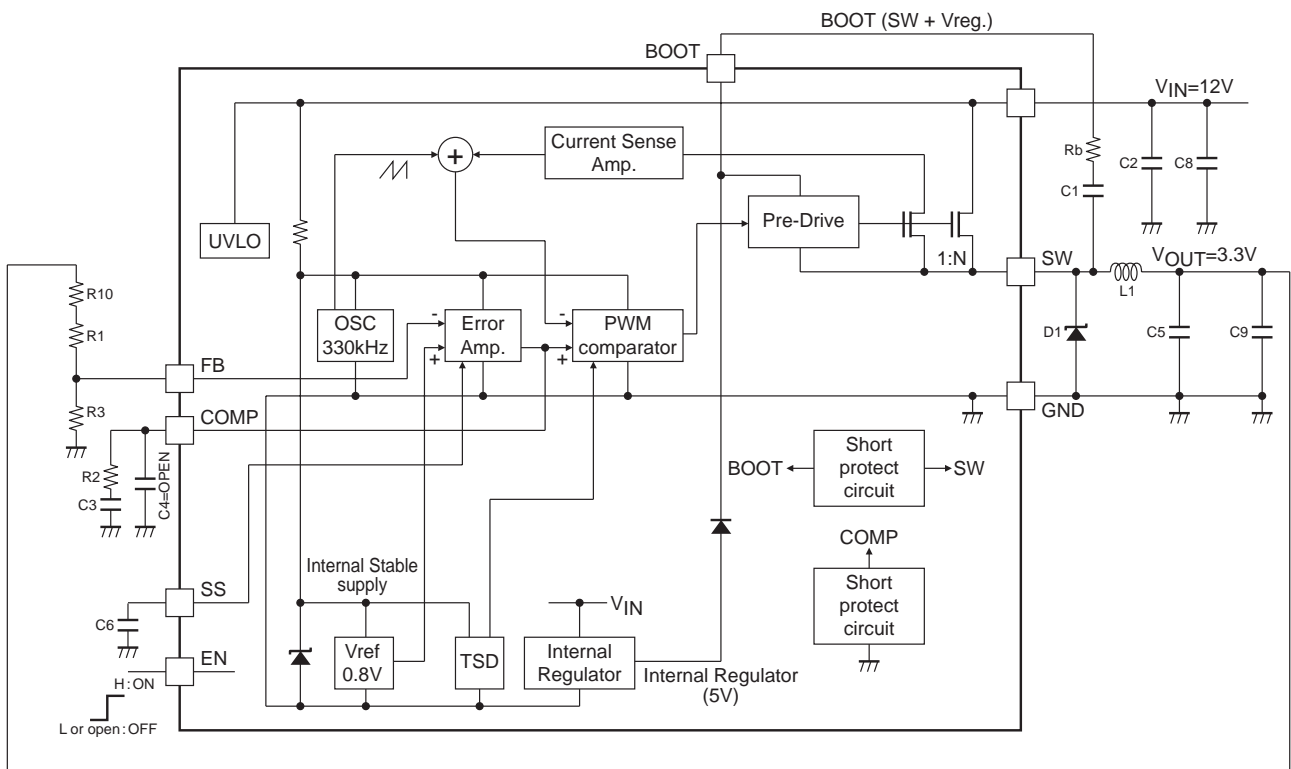 BOOT (SW + Vreg.)
BOOT
VIN=12V
Current Sense
Amp.
+
Rb
C2
C8
C1
UVLO
Pre-Drive
1:N
SW
VOUT=3.3V
L1
R10
R1
OSC
330kHz
-
Error
Amp.
+
-
PWM
comparator
+
D1
C5
C9
FB
R3
COMP
GND
R2
C3
C4=OPEN
Short
protect
circuit
BOOT
SW
COMP
Internal Stable
supply
SS
C6
VIN
Short
protect
circuit
EN
H:ON
L or open:OFF
Vref
0.8V
TSD
Internal
Regulator
Internal Regulator
(5V)